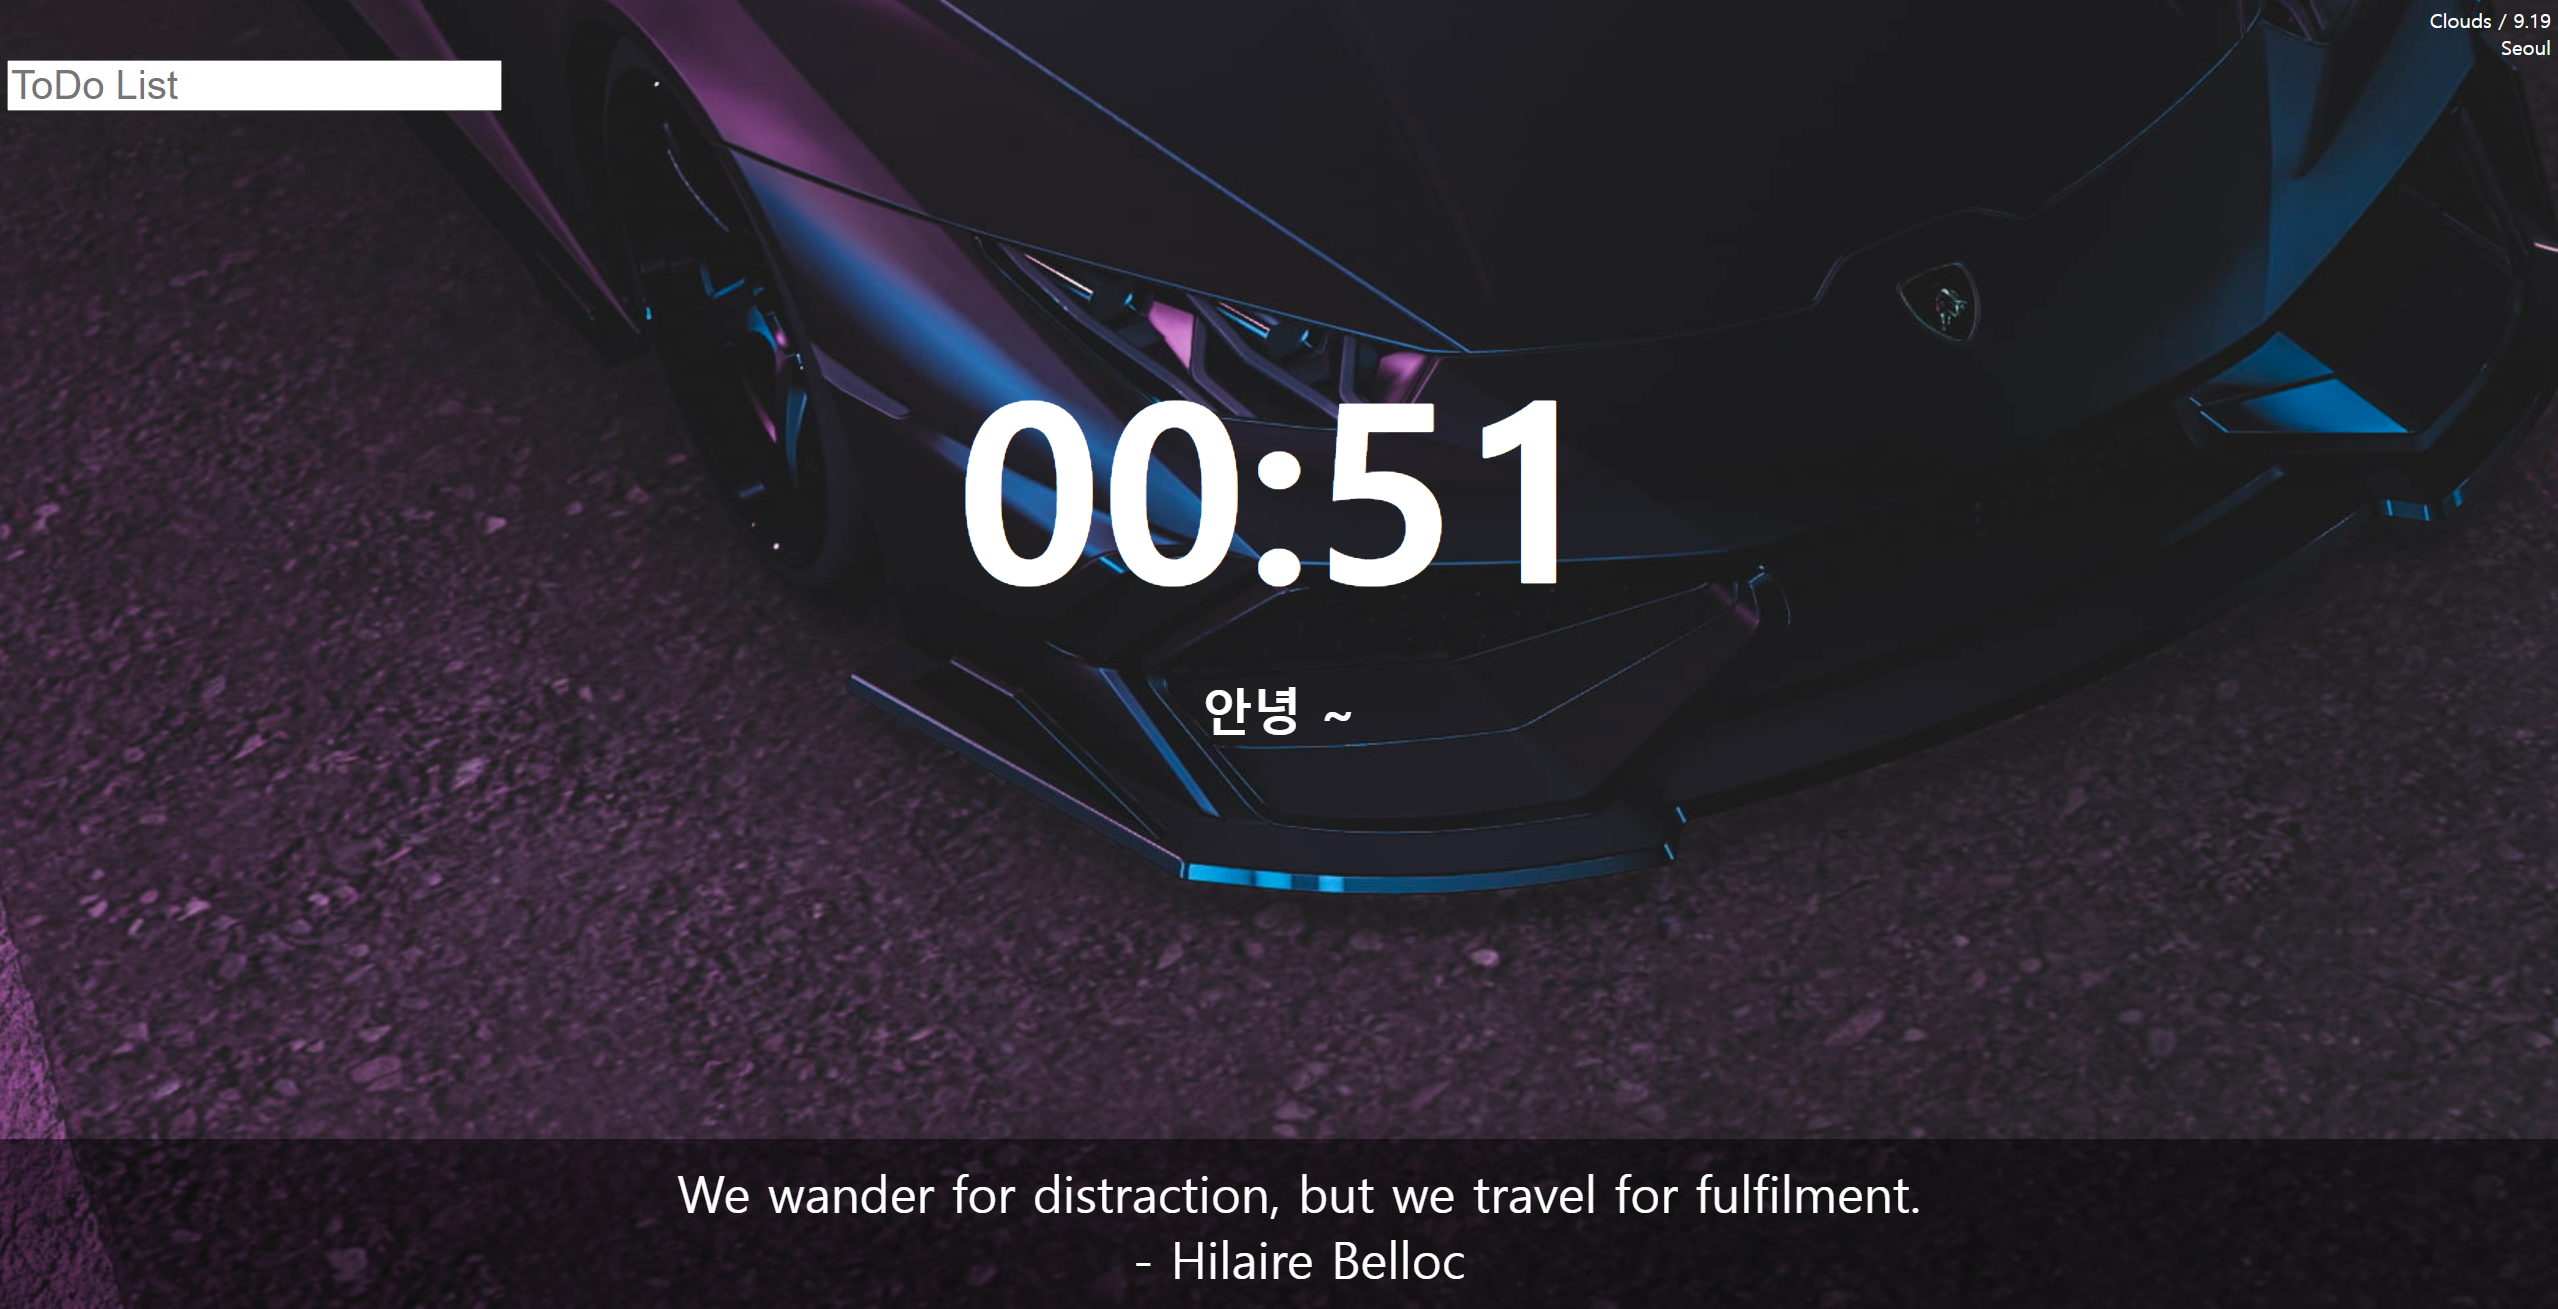 Clouds / 9.19
Seoul
ToDo List
00:51
안녕 ~
We wander for distraction, but we travel for fulfilment.
- Hilaire Belloc